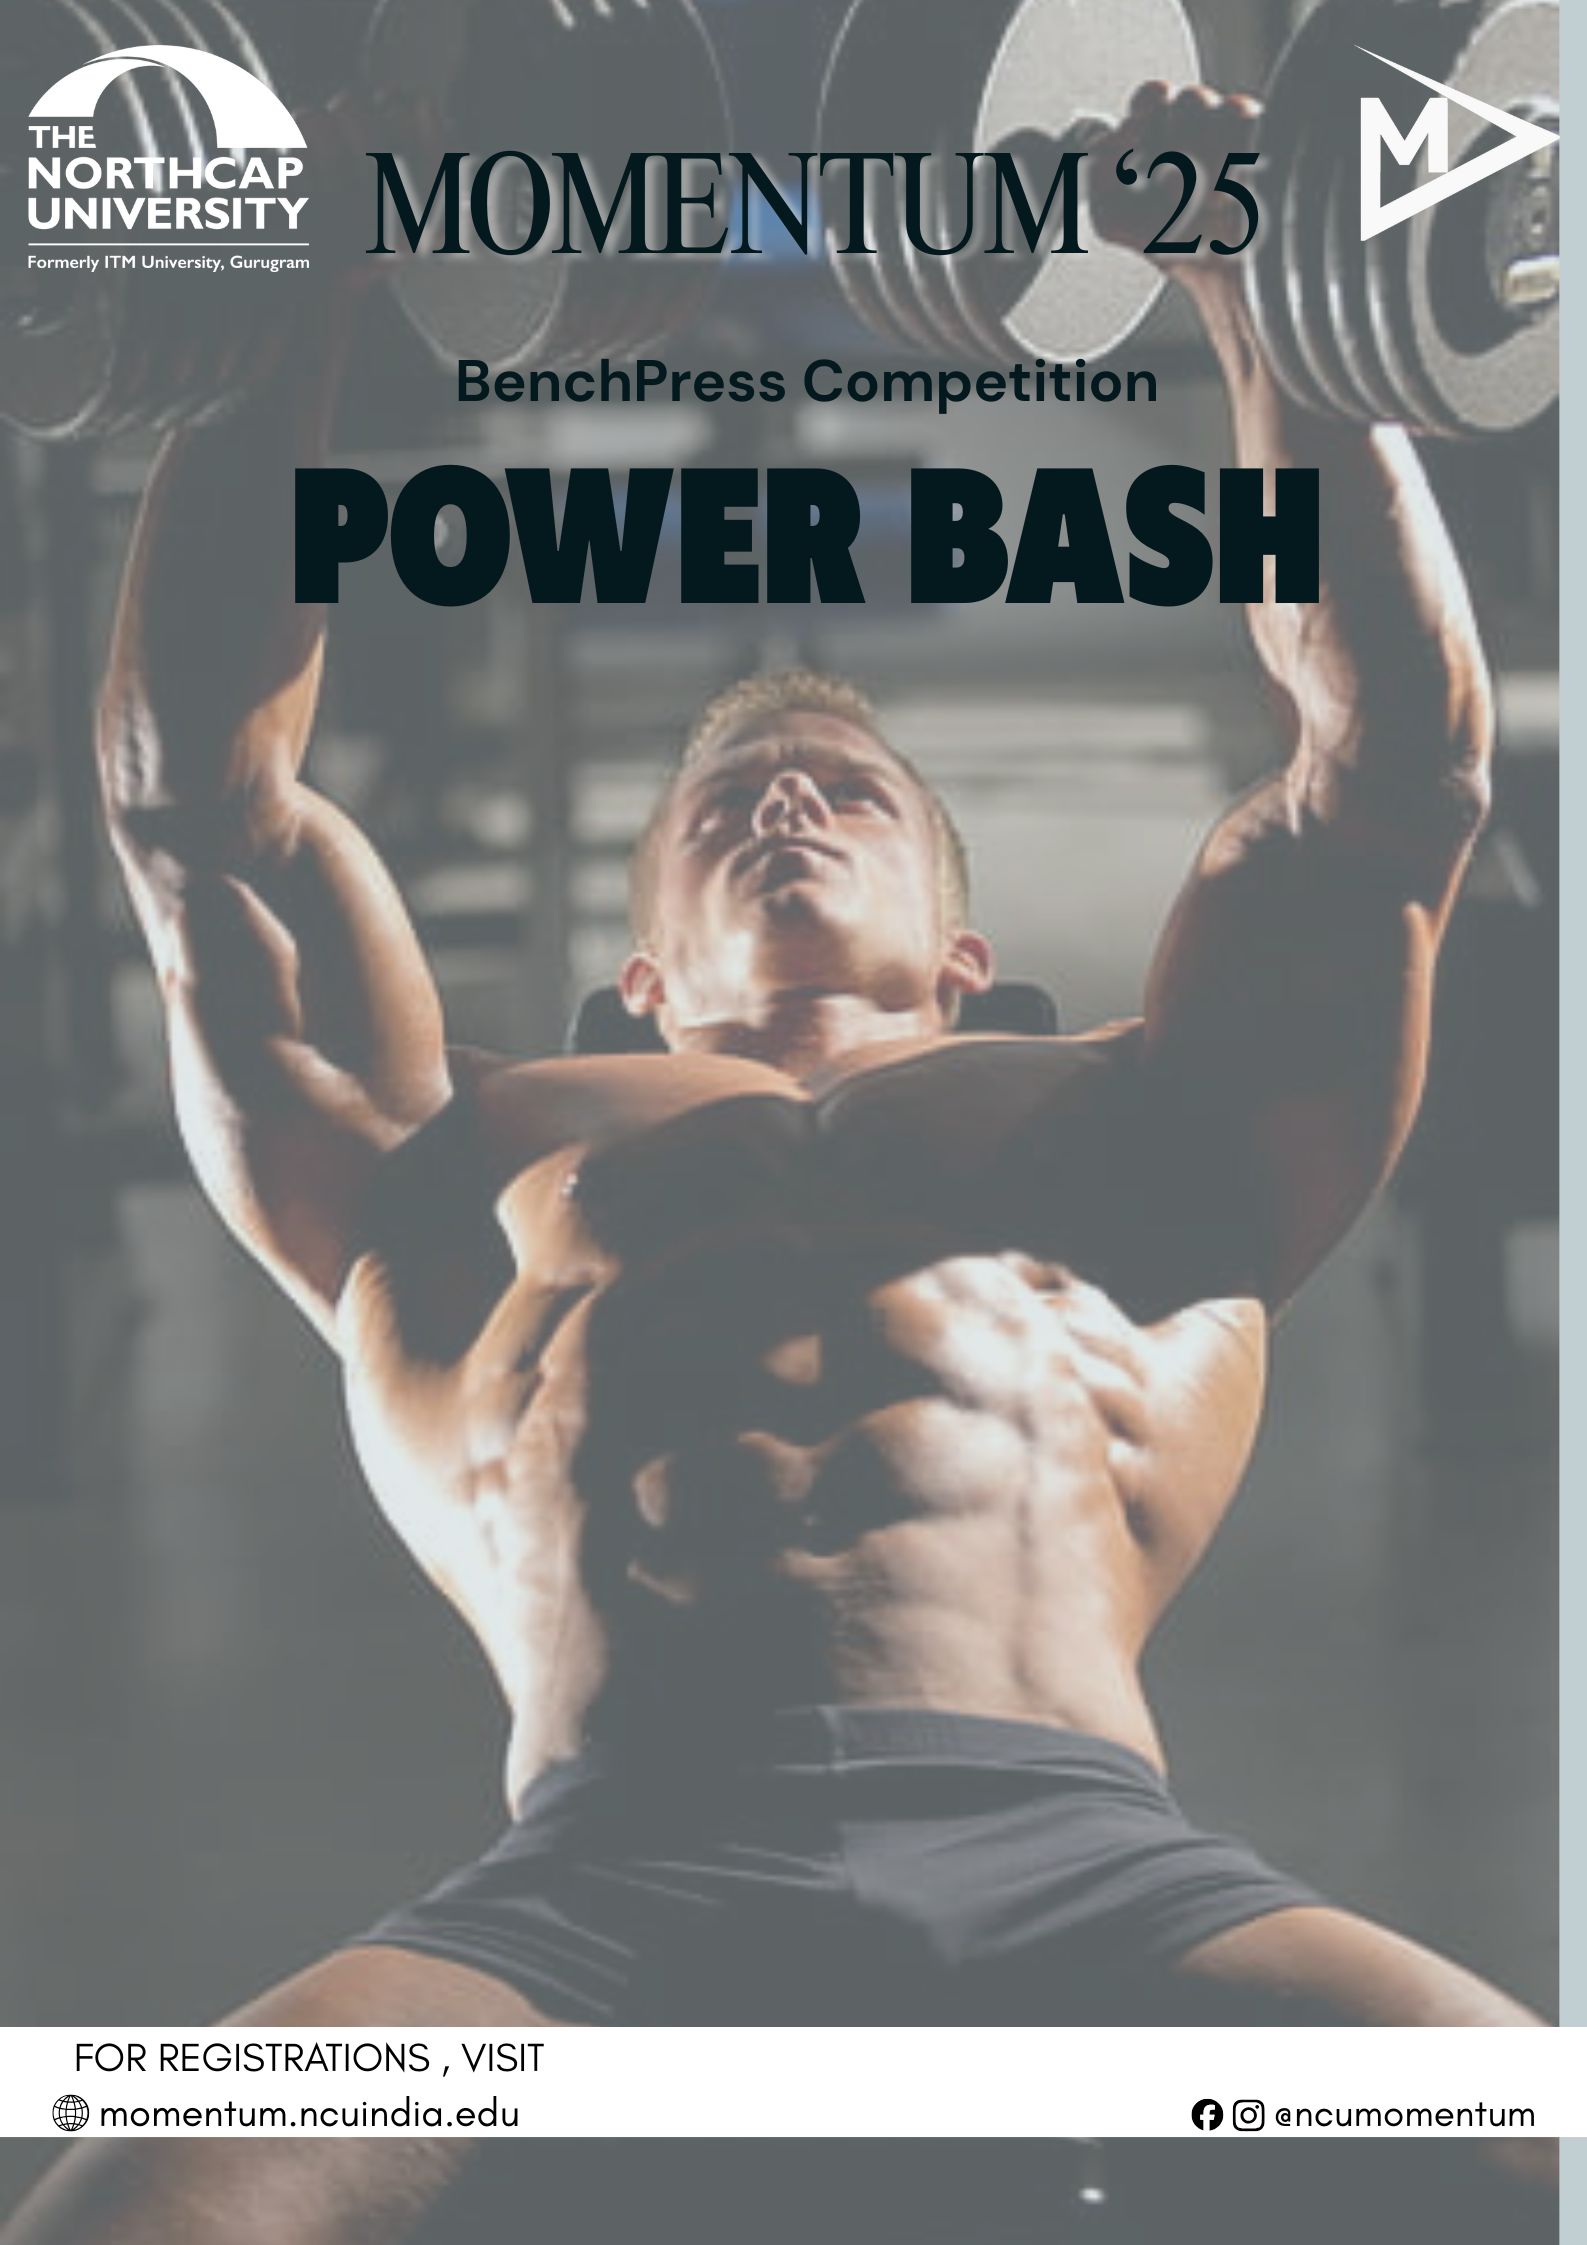 THE
NORTHCAP
UNIVERSITY
Formerly ITM University, Gurugram
MOMENTUM ‘25
M
BenchPress Competition
POWER BASH
FOR REGISTRATIONS , VISIT
momentum.ncuindia.edu
@ncumomentum